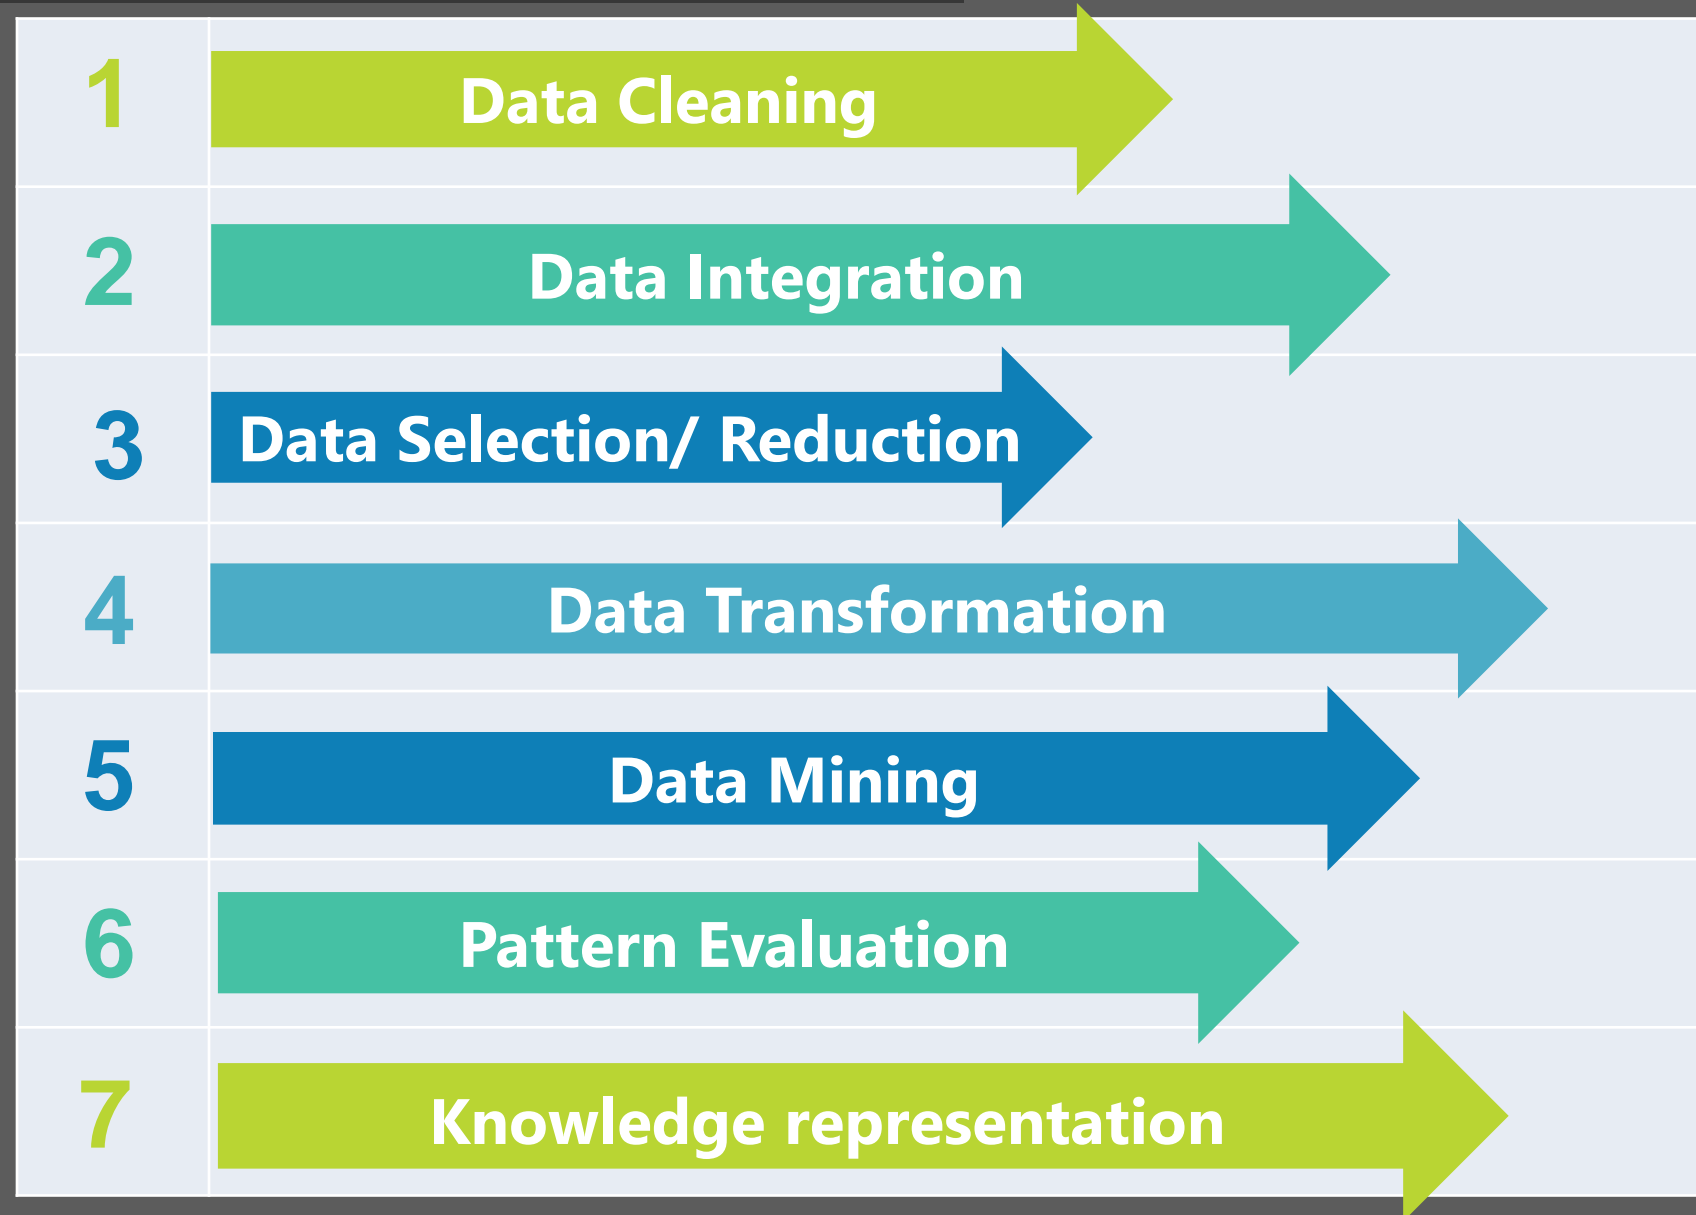 1 Data Cleaning
2 Data Integration
3 Data Selection/ Reduction
4 Data Transformation
5 Data Mining
6 Pattern Evaluation
7 Knowledge representation